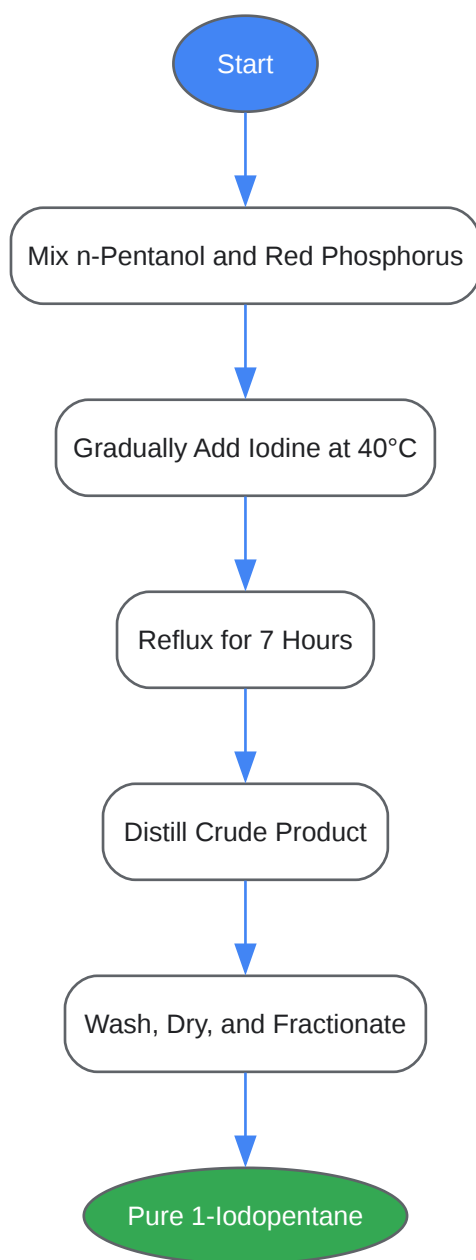 Start
Mix n-Pentanol and Red Phosphorus
Gradually Add Iodine at 40°C
Reflux for 7 Hours
Distill Crude Product
Wash, Dry, and Fractionate
Pure 1-Iodopentane